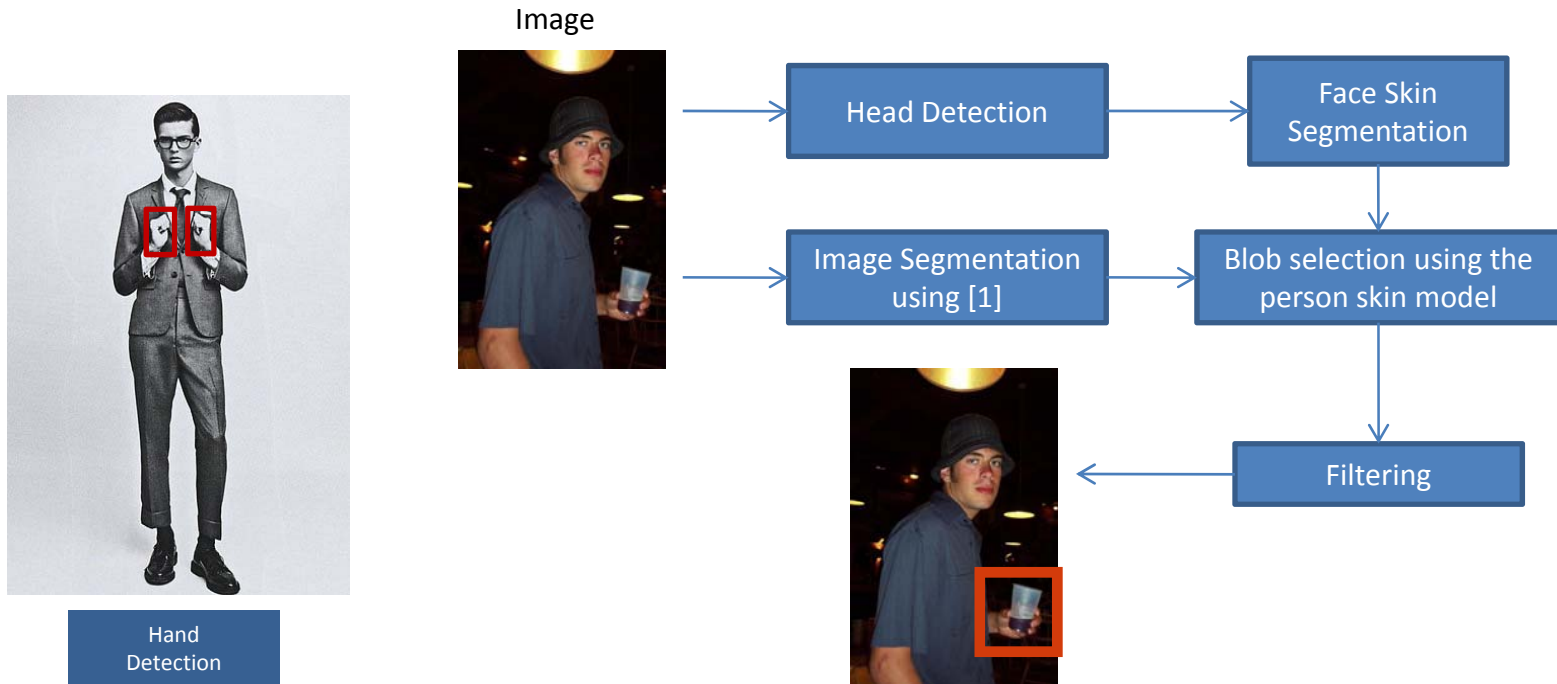 Image
Head Detection
Face Skin
Segmentation
Image Segmentation
using [1]
Blob selection using the
person skin model
Filtering
Hand
Detection